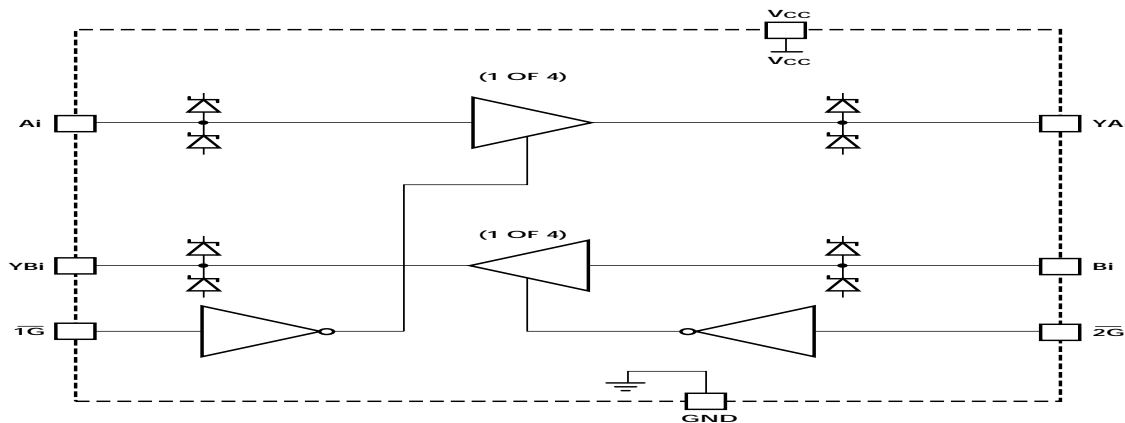 VCC
VCC
(1 OF 4)
Ai
YA
(1 OF 4)
YBi
Bi
1G
2G
GND